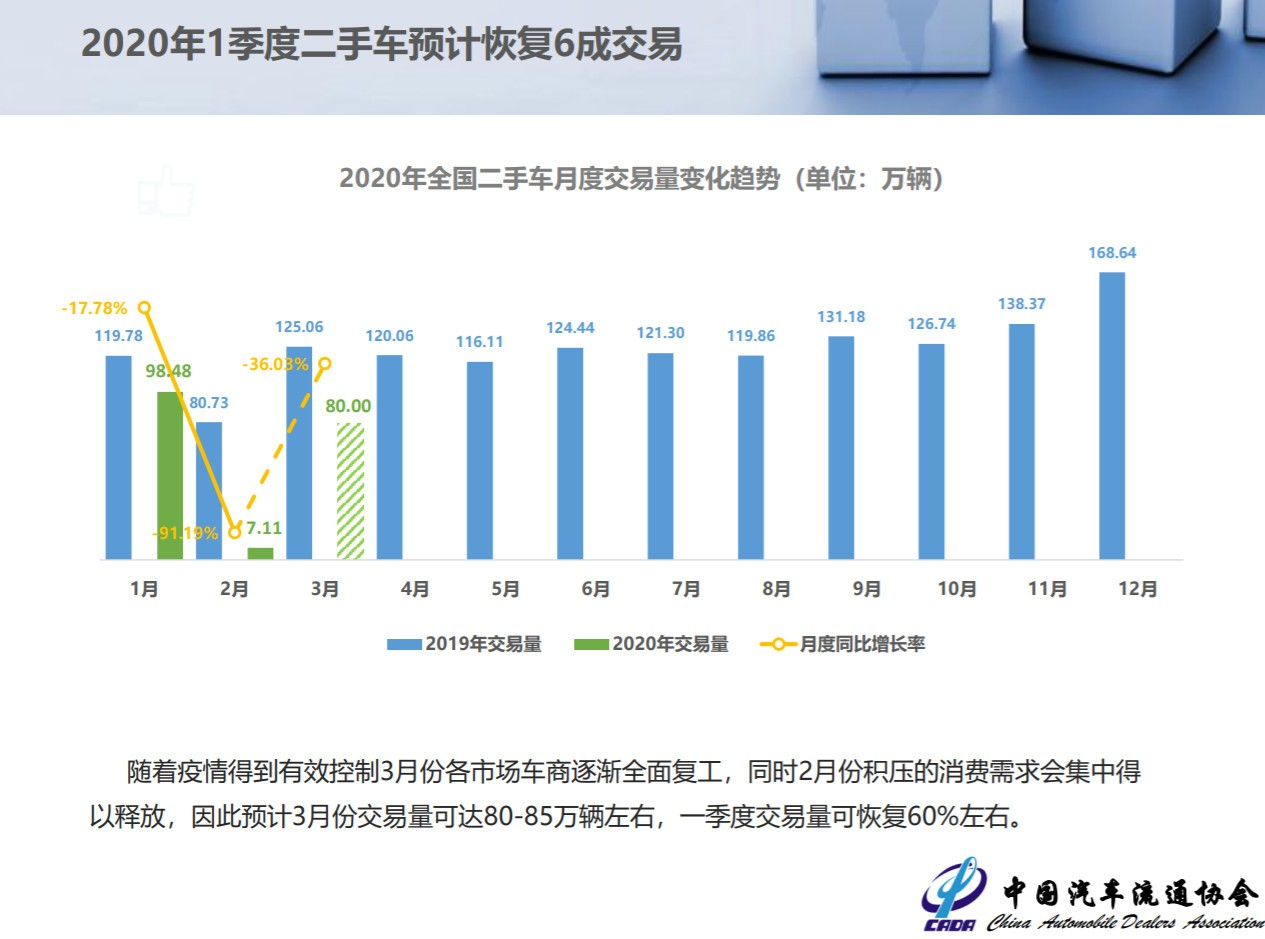 2020年1季度二手车预计恢复6成交易
2020年全国二手车月度交易量变化趋势（单位：万辆）
168.64
138.37
131.18
126.74
125.06
124.44
121.30
120.06
119.86
119.78
116.11
-17.78%
-36.03%
98.48
80.73
80.00
-91.19%
7.11
1月 2月 3月 4月 5月 6月 7月 8月 9月 10月 11月 12月
2019年交易量 2020年交易量 月度同比增长率
随着疫情得到有效控制3月份各市场车商逐渐全面复工，同时2月份积压的消费需求会集中得
以释放，因此预计3月份交易量可达80-85万辆左右，一季度交易量可恢复60%左右。
中国汽车流通协会
CADA China Automobile Dealers Association